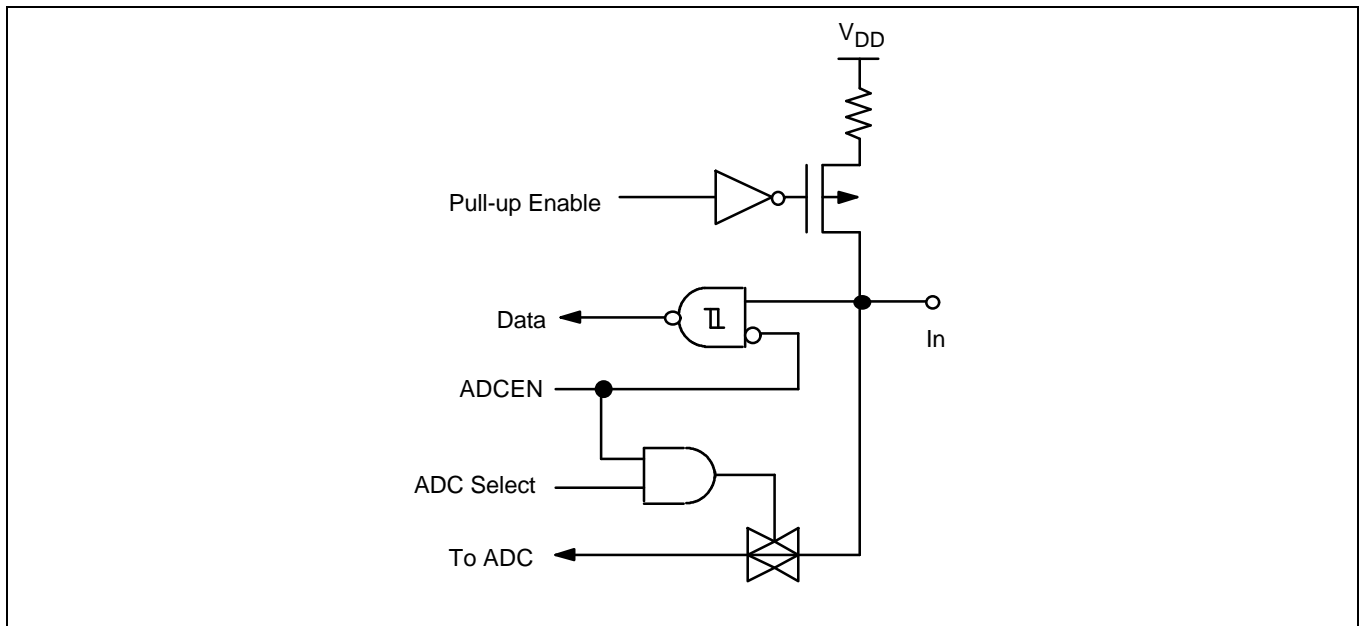 VDD
Pull-up Enable
Data
In
ADCEN
ADC Select
To ADC